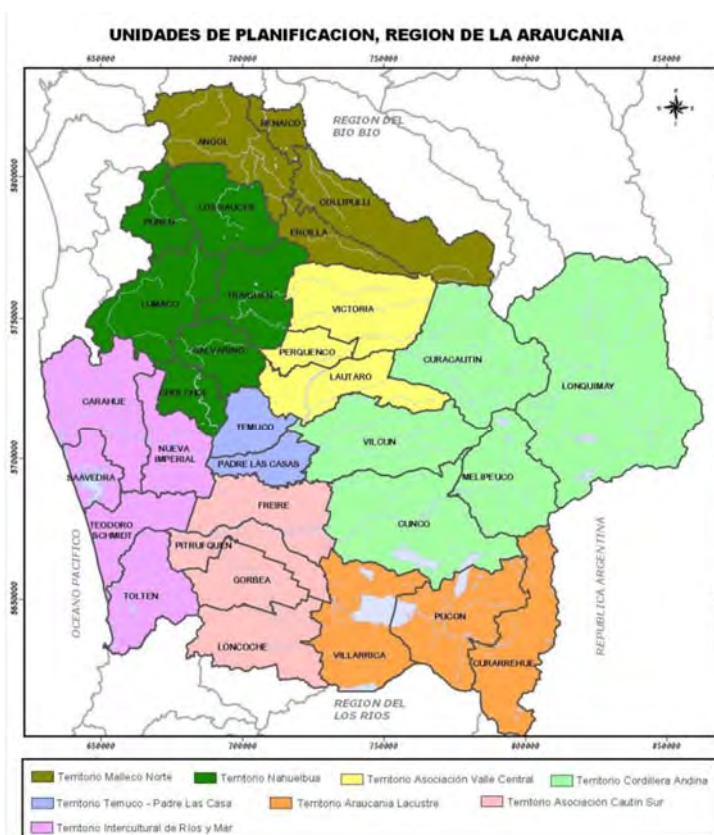 UNIDADES DE PLANIFICACION, REGION DE LA ARAUCANIA
650000 700000 750000 800000 850000
REGION DEL
BIO BIO
RENAICO
ANGOL
5800000
COLLIPULLI
LOS SAUCES
PUREN
ERCILLA
LUMACO
TRAIGUEN
VICTORIA
5750000
GALVARINO
PERQUENCO
CURACAUTIN
LAUTARO
LONQUIMAY
CARAHUE
CHOLCHOL
TEMUCO
VILCUN
NUEVA
IMPERIAL
PADRE LAS CASAS
5700000
SAAVEDRA
MELIPEUCO
FREIRE
TEODORO
SCHMIDT
CUNCO
PITRUFQUEN
GORBEA
TOLTEN
5650000
PUCON
LONCOCHE
VILLARRICA
CURARREHUE
OCEANO PACIFICO
REPUBLICA ARGENTINA
REGION DEL
LOS RIOS
650000 700000 750000 800000 850000
Territorio Malleco Norte Territorio Nahuelbua Territorio Asociación Valle Central Territorio Cordillera Andina
Territorio Temuco - Padre Las Casa Territorio Araucania Lacustre Territorio Asociación Cautin Sur
Territorio Intercultural de Ríos y Mar